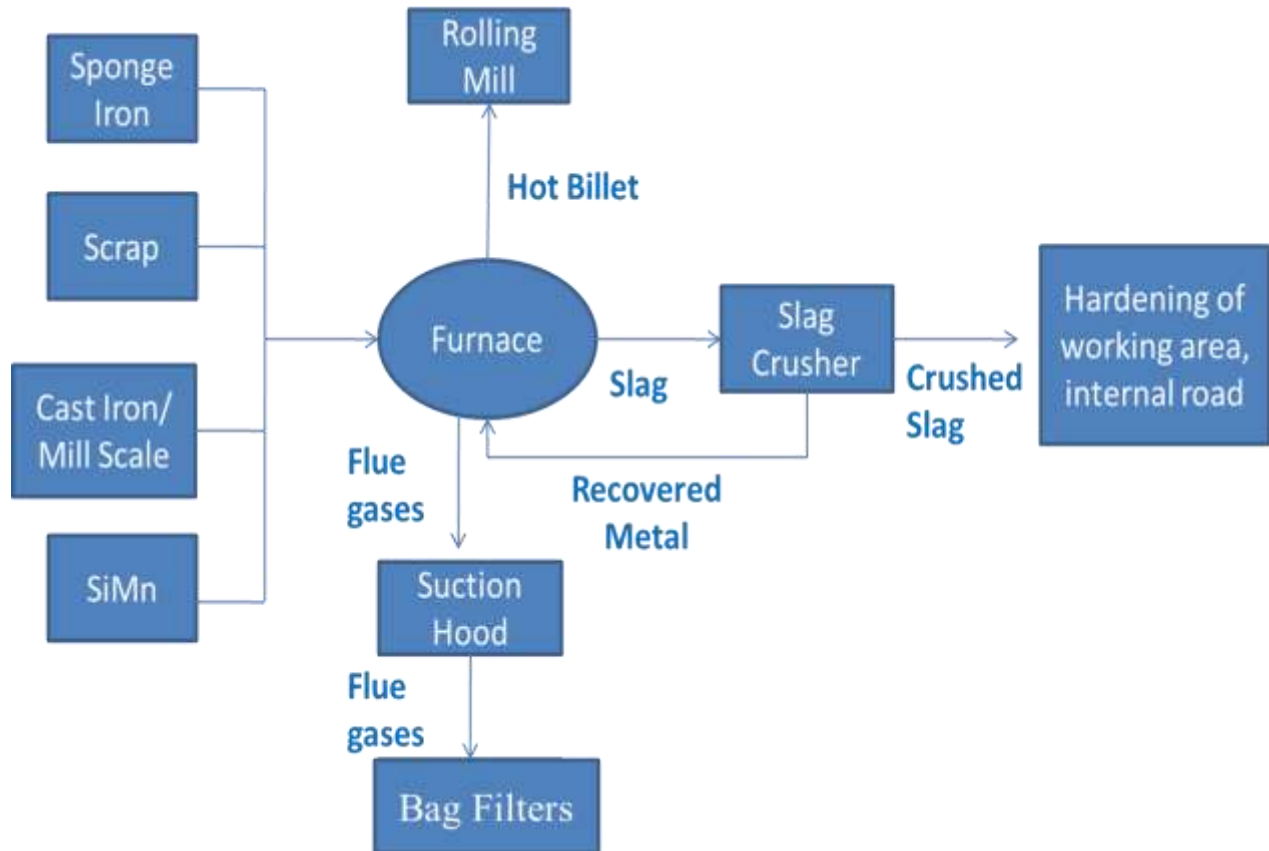 Sponge
Iron
Scrap
Cast Iron/
Mill Scale
SiMn
Rolling
Mill
Hot Billet
Furnace
Slag
Slag
Crusher
Crushed
Slag
Hardening of
working area,
internal road
Recovered
Metal
Flue
gases
Suction
Hood
Flue
gases
Bag Filters